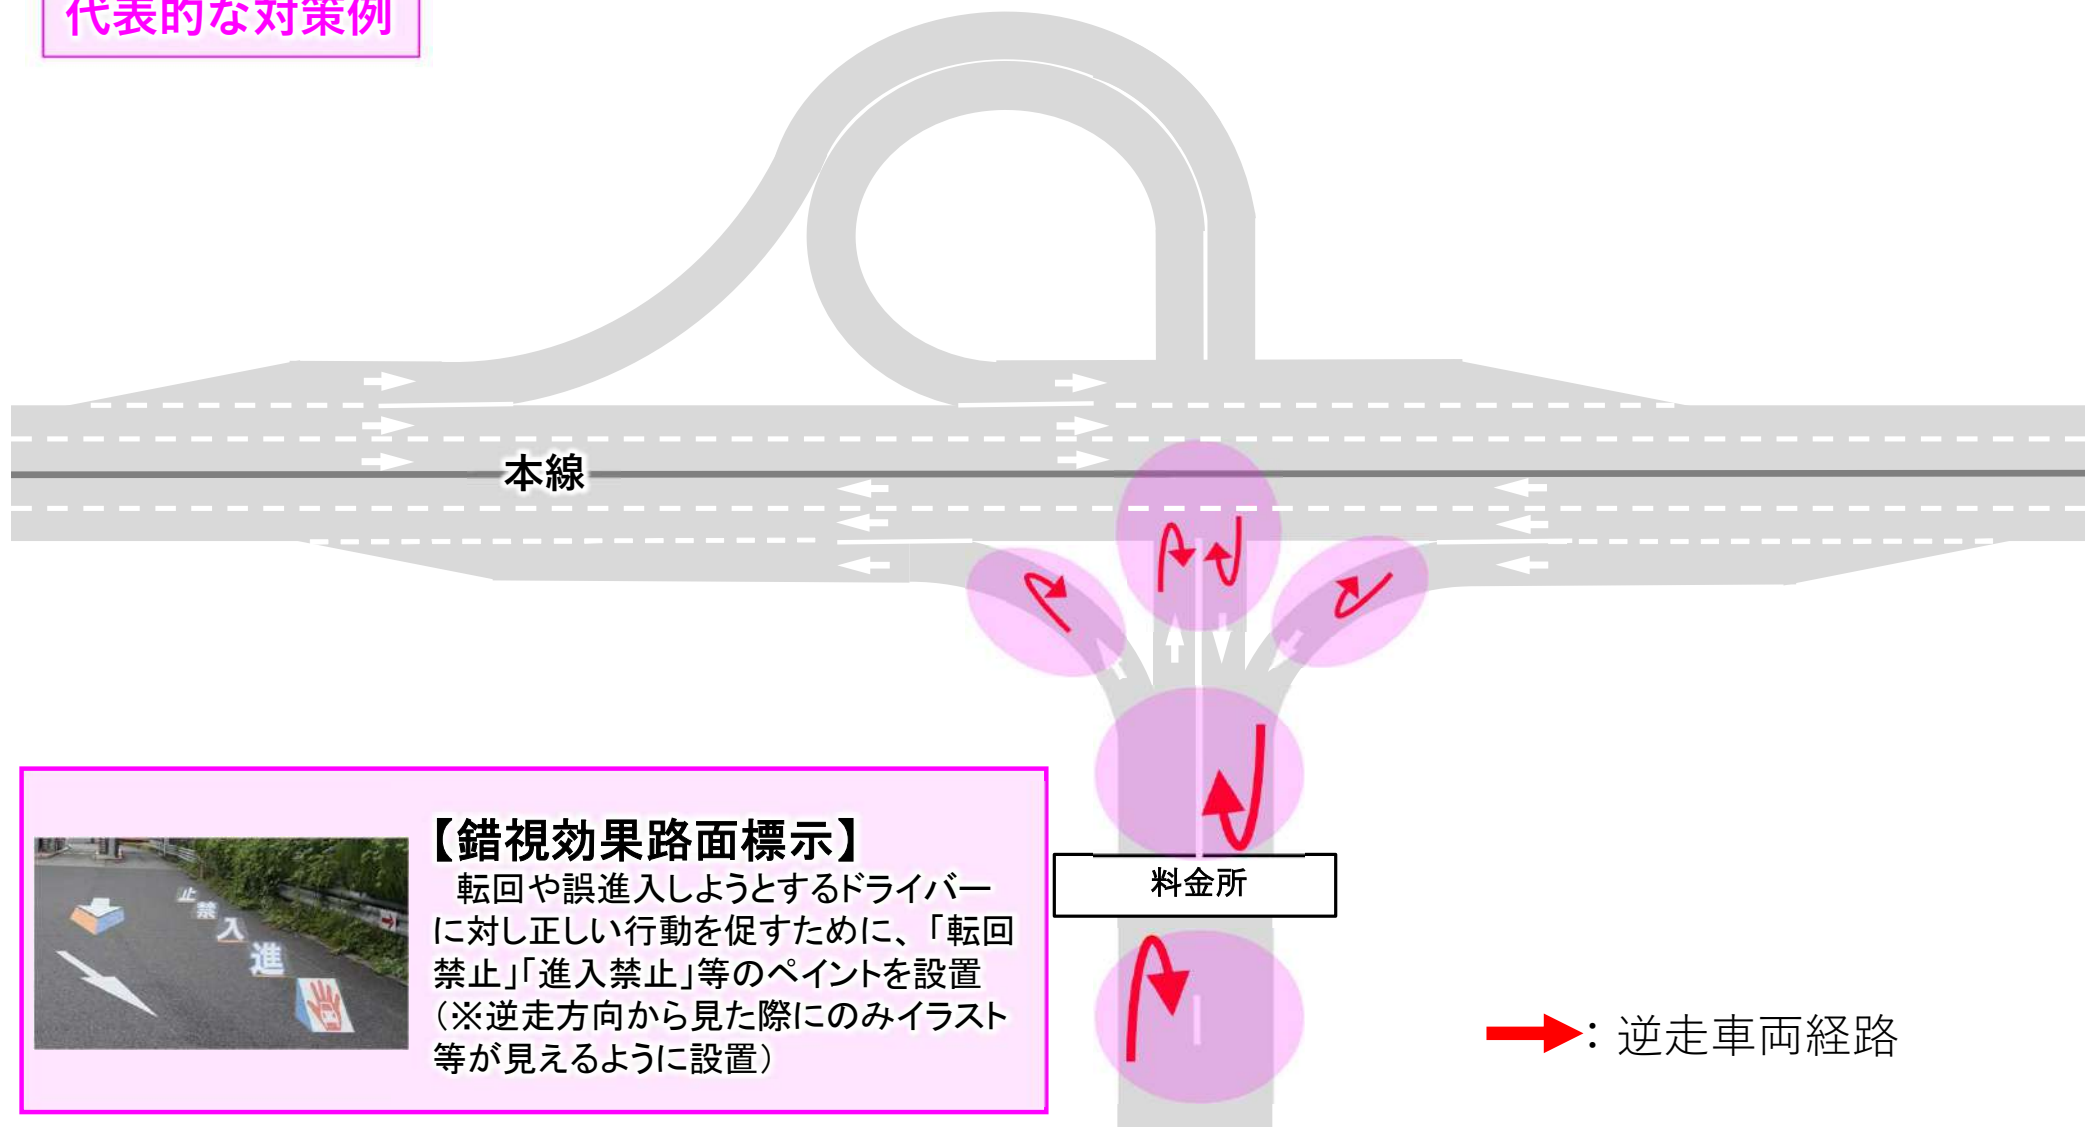 代表的な対策例
本線
【錯視効果路面標示】
転回や誤進入しようとするドライバー
に対し正しい行動を促すために、「転回
禁止」「進入禁止」等のペイントを設置
（※逆走方向から見た際にのみイラスト
等が見えるように設置）
止
禁
入
進
料金所
：逆走車両経路